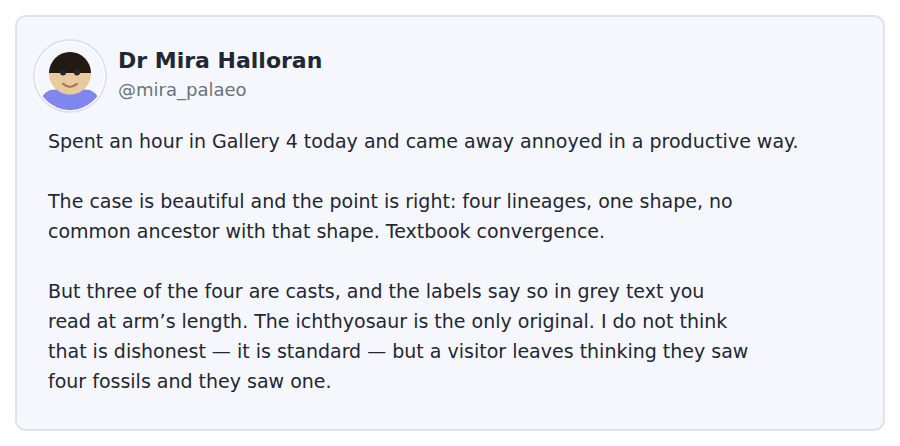 Dr Mira Halloran
@mira_palaeo
Spent an hour in Gallery 4 today and came away annoyed in a productive way.
The case is beautiful and the point is right: four lineages, one shape, no
common ancestor with that shape. Textbook convergence.
But three of the four are casts, and the labels say so in grey text you
read at arm’s length. The ichthyosaur is the only original. I do not think
that is dishonest — it is standard — but a visitor leaves thinking they saw
four fossils and they saw one.